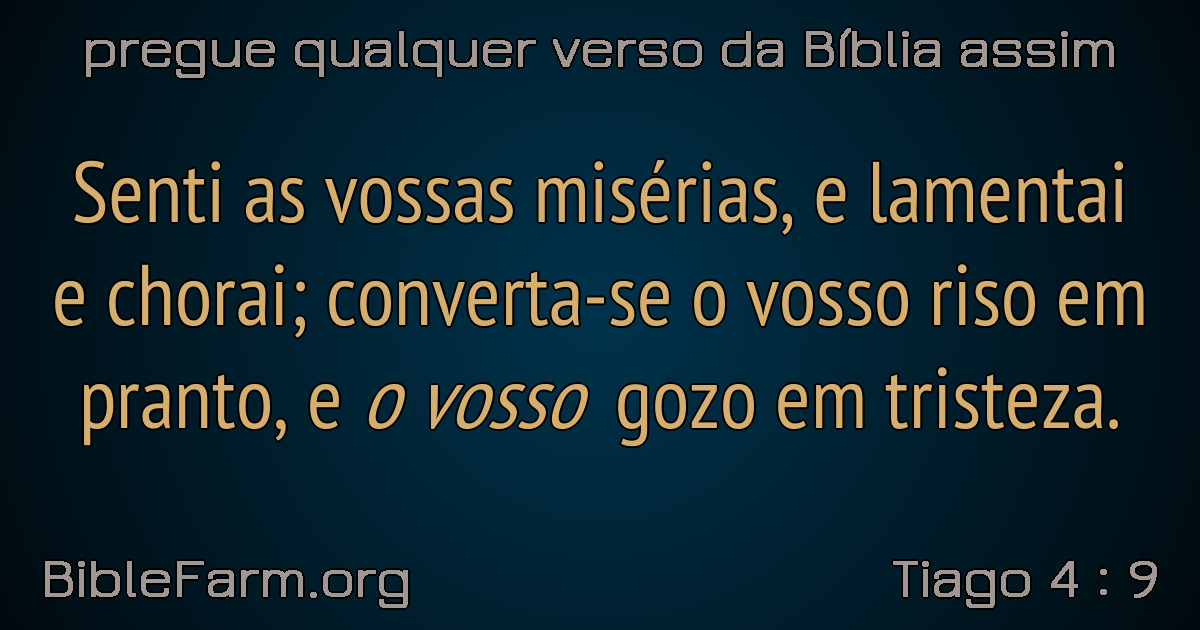 pregue qualquer verso da Bíblia assim
Senti as vossas misérias, e lamentai
e chorai; converta-se o vosso riso em
pranto, e o vosso gozo em tristeza.
BibleFarm.org
Tiago 4 : 9